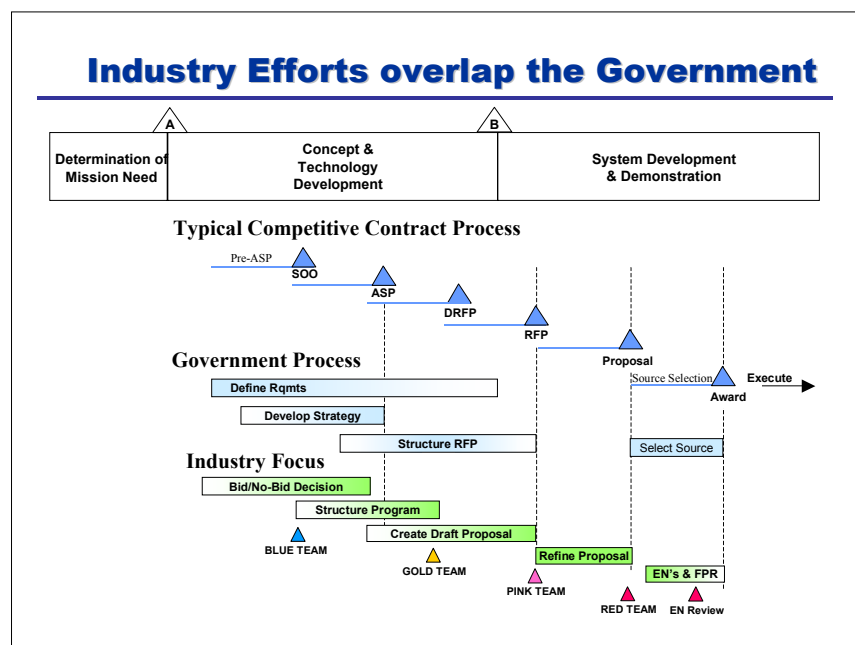 Industry Efforts overlap the Government
A
B
Determination of
Mission Need
Concept &
Technology
Development
System Development
& Demonstration
Typical Competitive Contract Process
Pre-ASP
SOO
ASP
DRFP
RFP
Proposal
Source Selection
Award
Execute
Government Process
Define Rqmts
Develop Strategy
Structure RFP
Select Source
Industry Focus
Bid/No-Bid Decision
Structure Program
Create Draft Proposal
Refine Proposal
EN's & FPR
BLUE TEAM
GOLD TEAM
PINK TEAM
RED TEAM
EN Review